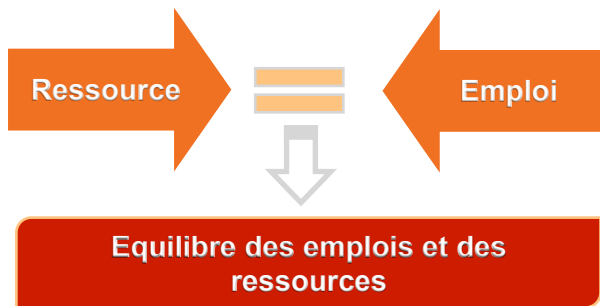 Ressource
Emploi
Equilibre des emplois et des
ressources